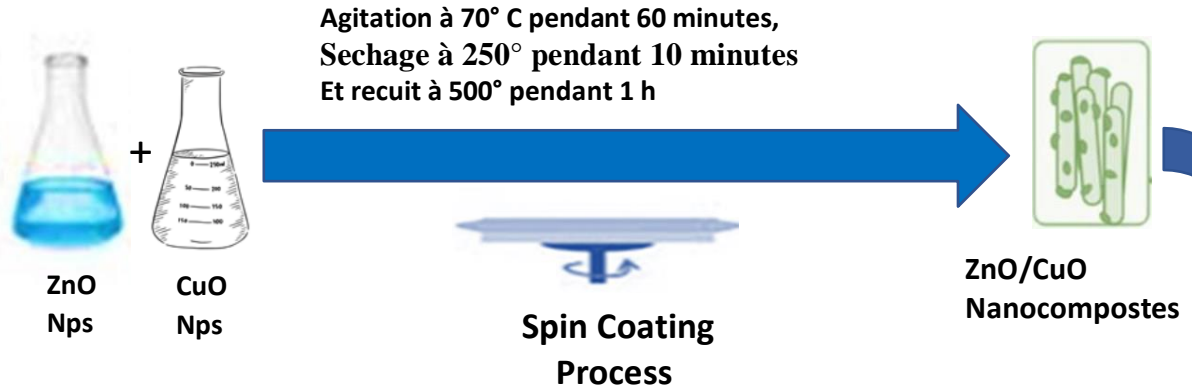 Agitation à 70° C pendant 60 minutes,
Sechage à 250° pendant 10 minutes
Et recuit à 500° pendant 1 h
+
ZnO
Nps
CuO
Nps
Spin Coating
Process
ZnO/CuO
Nanocompostes